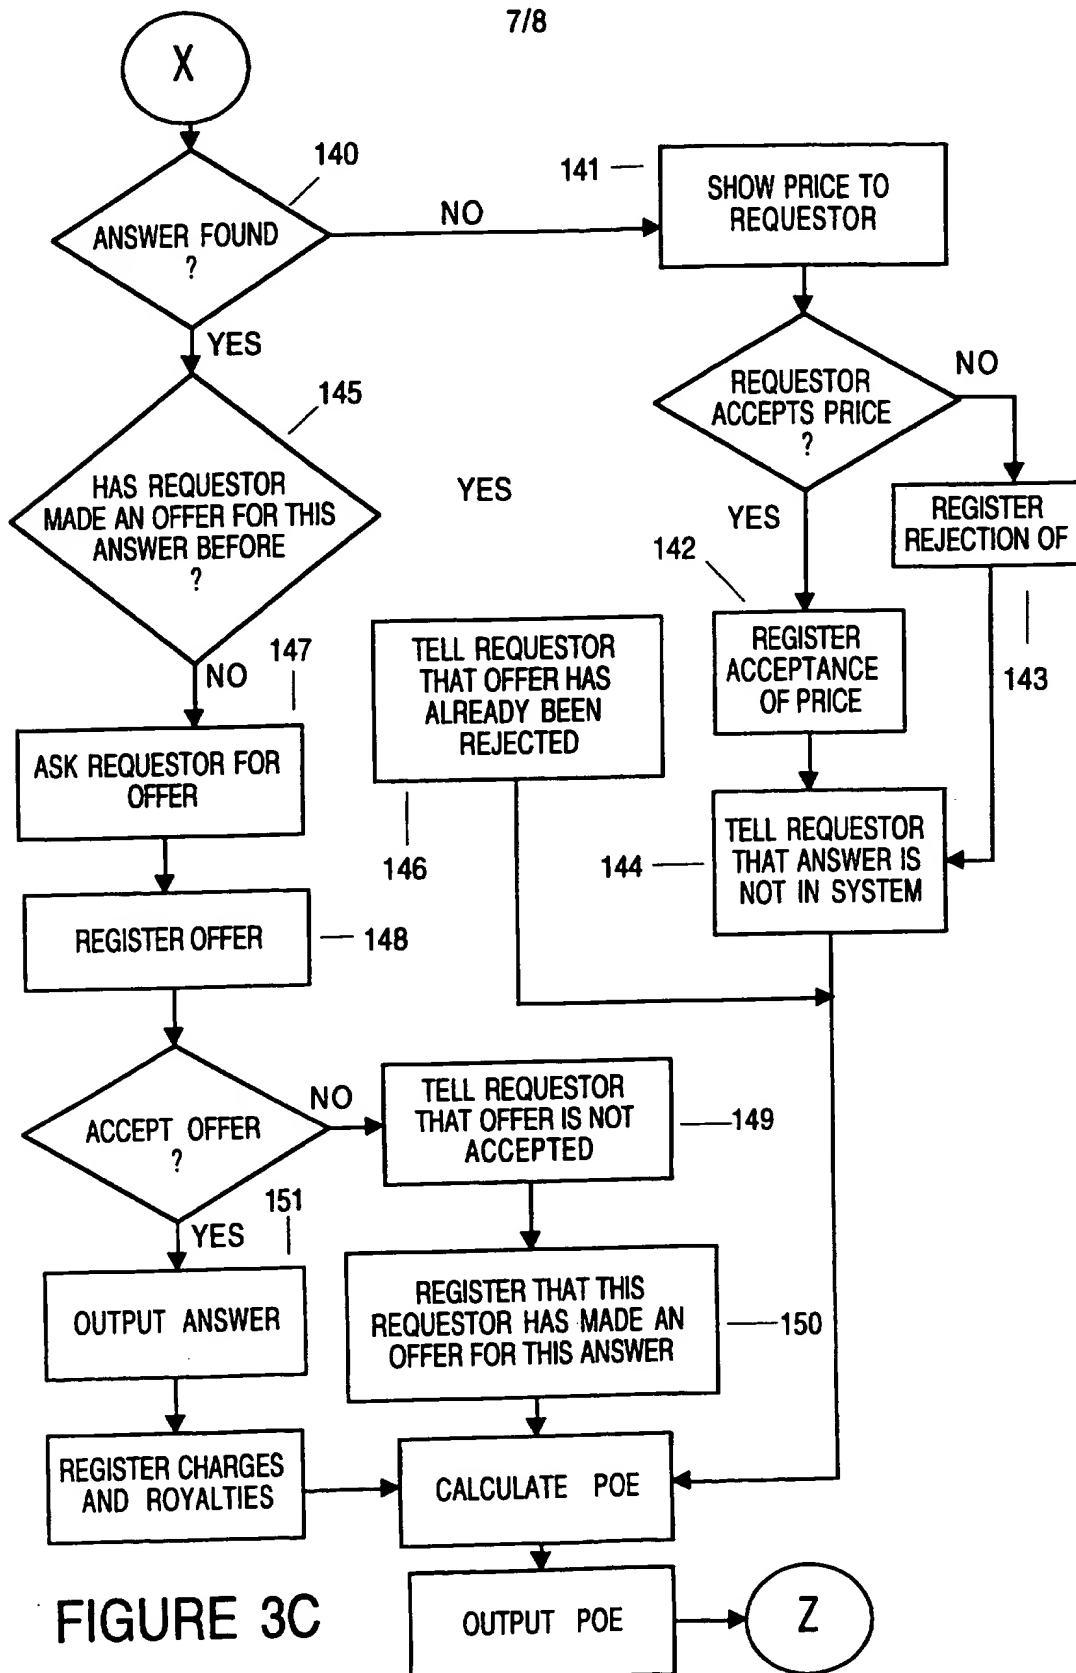 7/8
X
140
ANSWER FOUND
?
NO
141
SHOW PRICE TO
REQUESTOR
YES
REQUESTOR
ACCEPTS PRICE
?
NO
145
HAS REQUESTOR
MADE AN OFFER FOR THIS
ANSWER BEFORE
?
YES
YES
REGISTER
REJECTION OF
142
143
NO
147
TELL REQUESTOR
THAT OFFER HAS
ALREADY BEEN
REJECTED
146
REGISTER
ACCEPTANCE
OF PRICE
ASK REQUESTOR FOR
OFFER
144
TELL REQUESTOR
THAT ANSWER IS
NOT IN SYSTEM
REGISTER OFFER
148
ACCEPT OFFER
?
NO
TELL REQUESTOR
THAT OFFER IS NOT
ACCEPTED
149
YES
151
OUTPUT ANSWER
REGISTER THAT THIS
REQUESTOR HAS MADE AN
OFFER FOR THIS ANSWER
150
REGISTER CHARGES
AND ROYALTIES
CALCULATE POE
OUTPUT POE
Z
FIGURE 3C